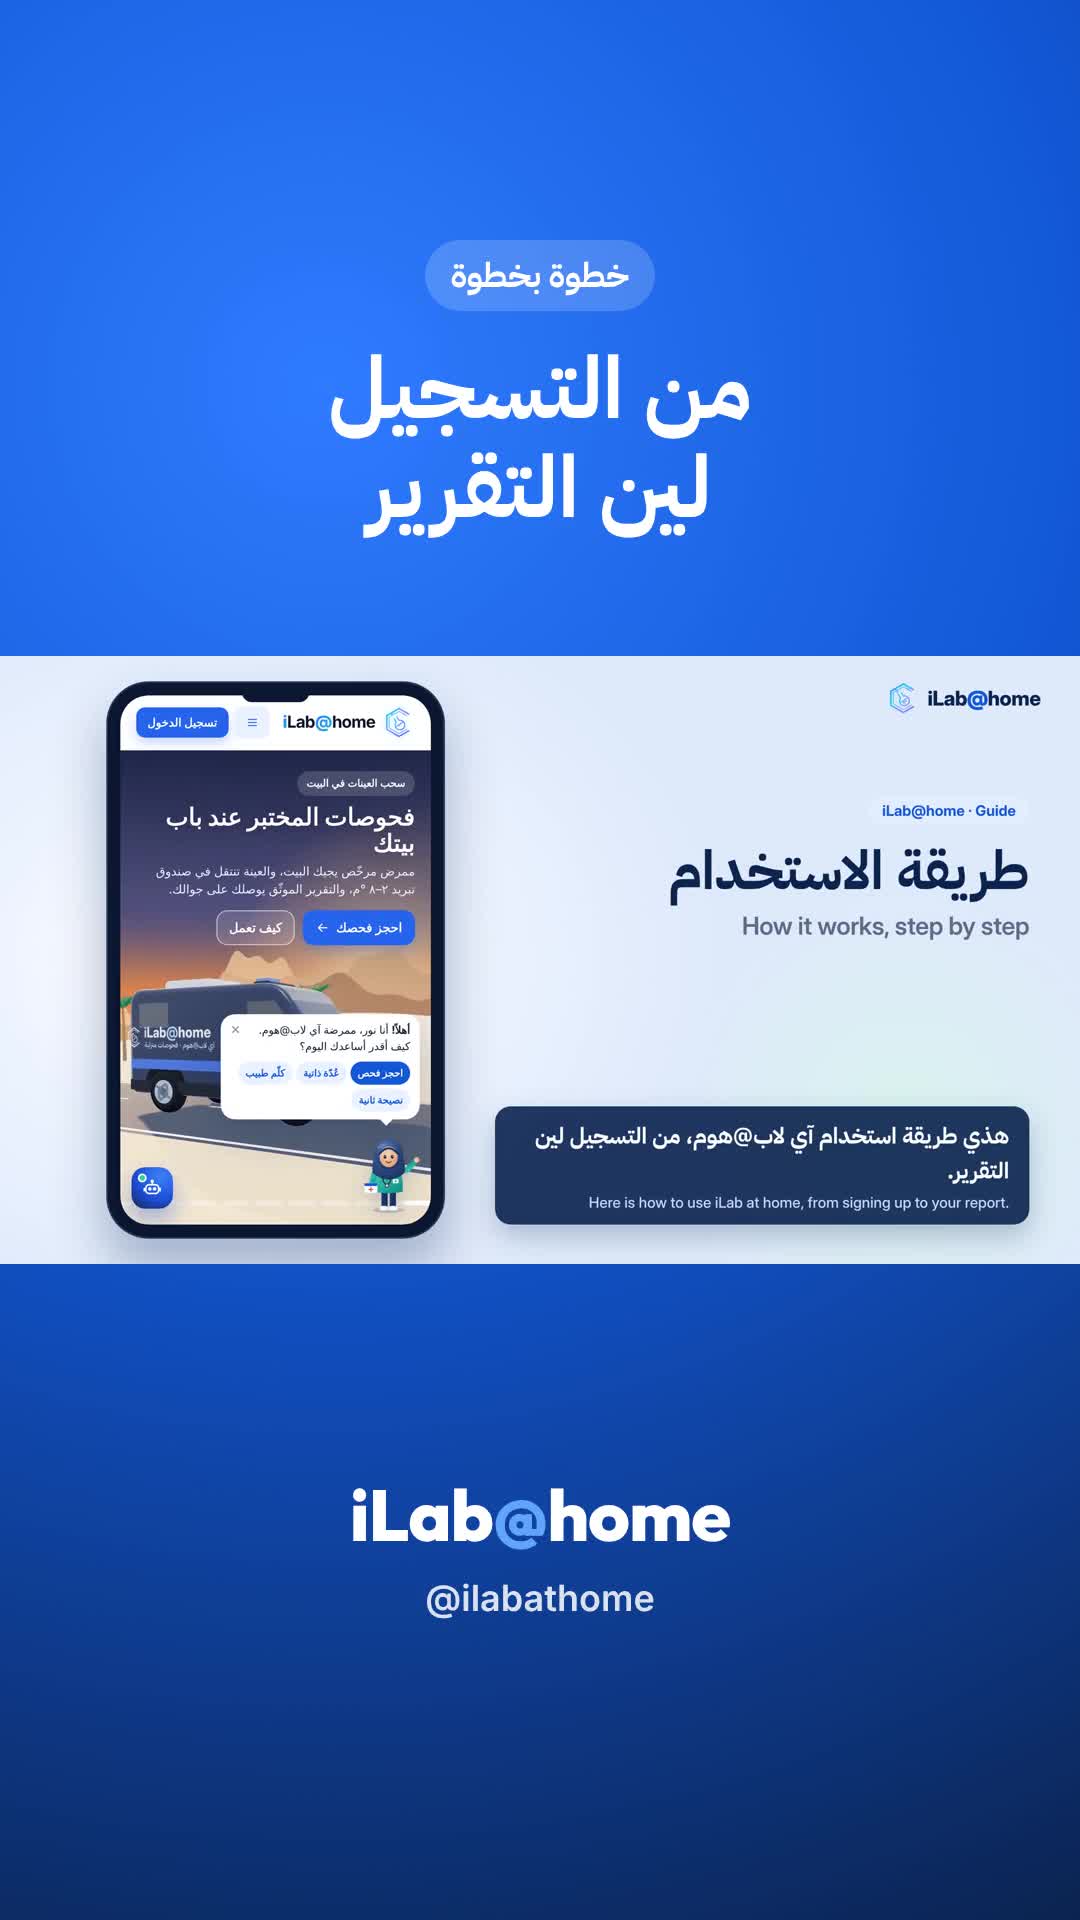 خطوة بخطوة
من التسجيل
لين التقرير
iLab@home
iLab@home · Guide
طريقة الاستخدام
How it works, step by step
هذي طريقة استخدام آي لاب@هوم، من التسجيل لين
التقرير.
Here is how to use iLab at home, from signing up to your report.
iLab@home
تسجيل الدخول
سحب العينات في البيت
فحوصات المختبر عند باب
بيتك
ممرض مرخّص يجيك البيت، والعينة تنتقل في صندوق
تبريد ٢–٨ °م، والتقرير الموثّق يوصلك على جوالك.
احجز فحصك ←
كيف تعمل
iLab@home
آي لاب@هوم · فحوصات منزلية
أهلاً! أنا نور، ممرضة آي لاب@هوم.
كيف أقدر أساعدك اليوم؟
احجز فحص
عُدّة ذاتية
كلّم طبيب
نصيحة ثانية
iLab@home
@ilabathome